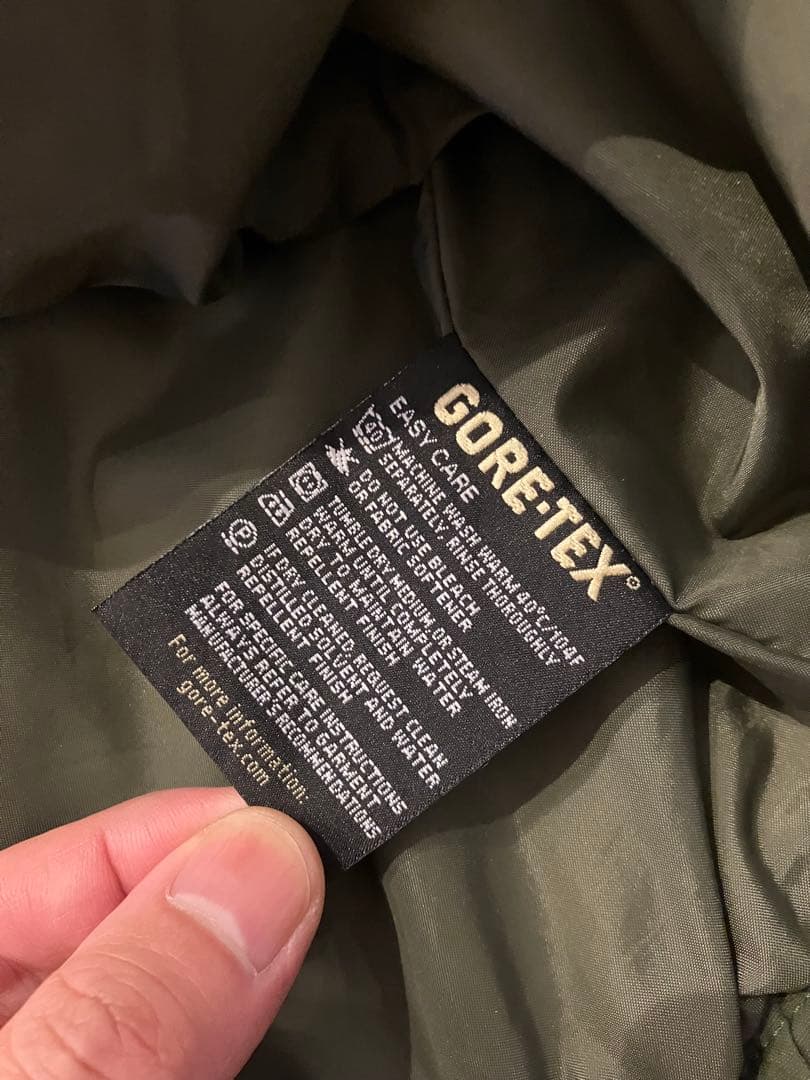 GORE-TEX®
EASY CARE
40
MACHINE WASH WARM 40°C/104F
SEPARATELY, RINSE THOROUGHLY
DO NOT USE BLEACH
OR FABRIC SOFTENER
TUMBLE DRY MEDIUM, OR STEAM IRON
WARM UNTIL COMPLETELY
DRY TO MAINTAIN WATER
REPELLENT FINISH
P
IF DRY CLEANED, REQUEST CLEAN
DISTILLED SOLVENT AND WATER
REPELLENT FINISH
FOR SPECIFIC CARE INSTRUCTIONS
ALWAYS REFER TO GARMENT
MANUFACTURER'S RECOMMENDATIONS
For more information:
gore-tex.com